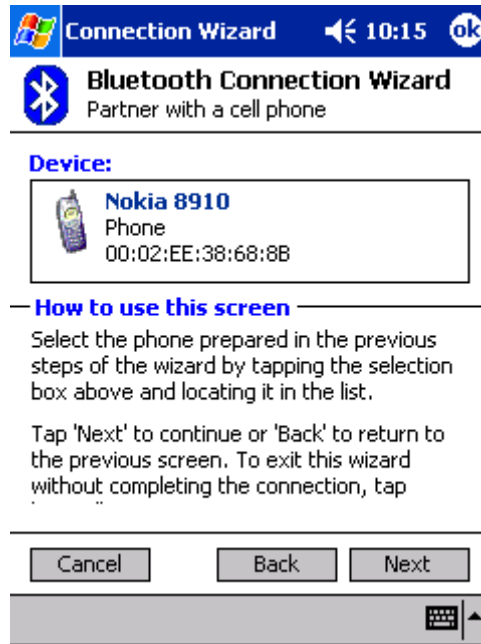 Connection Wizard 10:15 ok
Bluetooth Connection Wizard
Partner with a cell phone
Device:
Nokia 8910
Phone
00:02:EE:38:68:8B
How to use this screen
Select the phone prepared in the previous
steps of the wizard by tapping the selection
box above and locating it in the list.
Tap 'Next' to continue or 'Back' to return to
the previous screen. To exit this wizard
without completing the connection, tap
Cancel Back Next